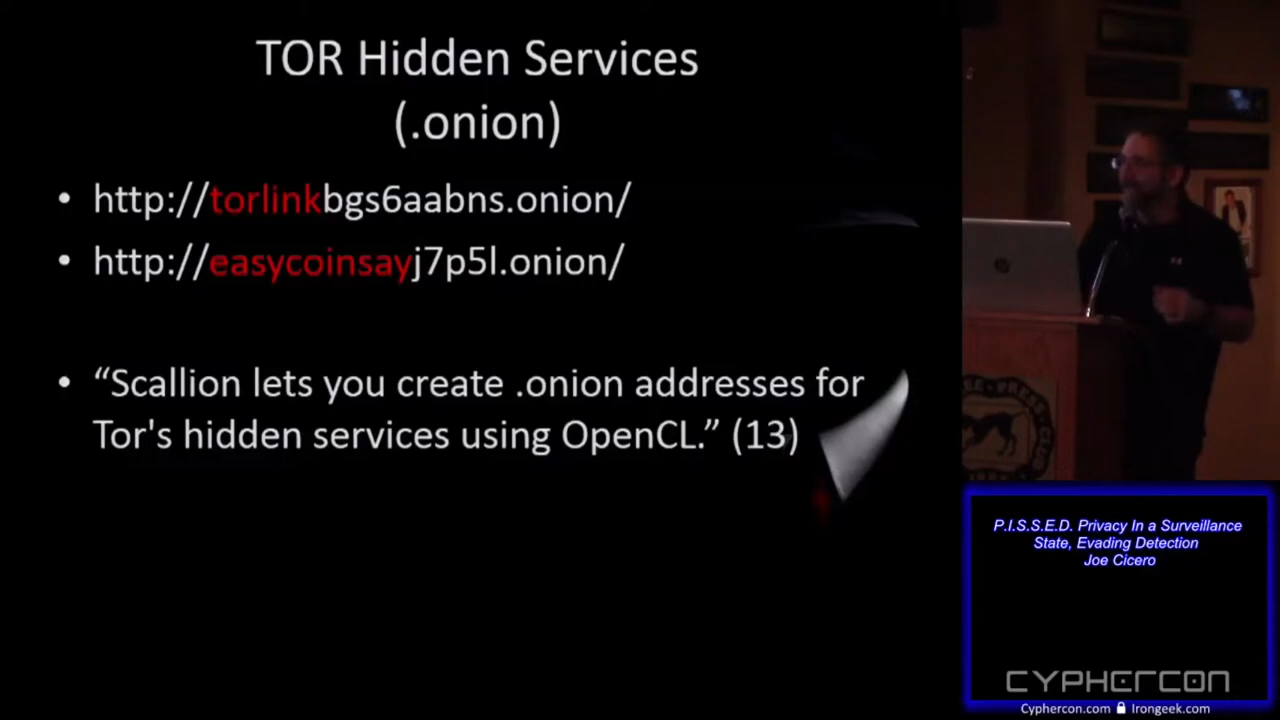 TOR Hidden Services
(.onion)
• http://torlinkbgs6aabns.onion/
• http://easycoinsayj7p5l.onion/
• “Scallion lets you create .onion addresses for
Tor's hidden services using OpenCL.” (13)
P.I.S.S.E.D. Privacy In a Surveillance
State, Evading Detection
Joe Cicero
CYPHERCON
Cyphercon.com Irongeek.com